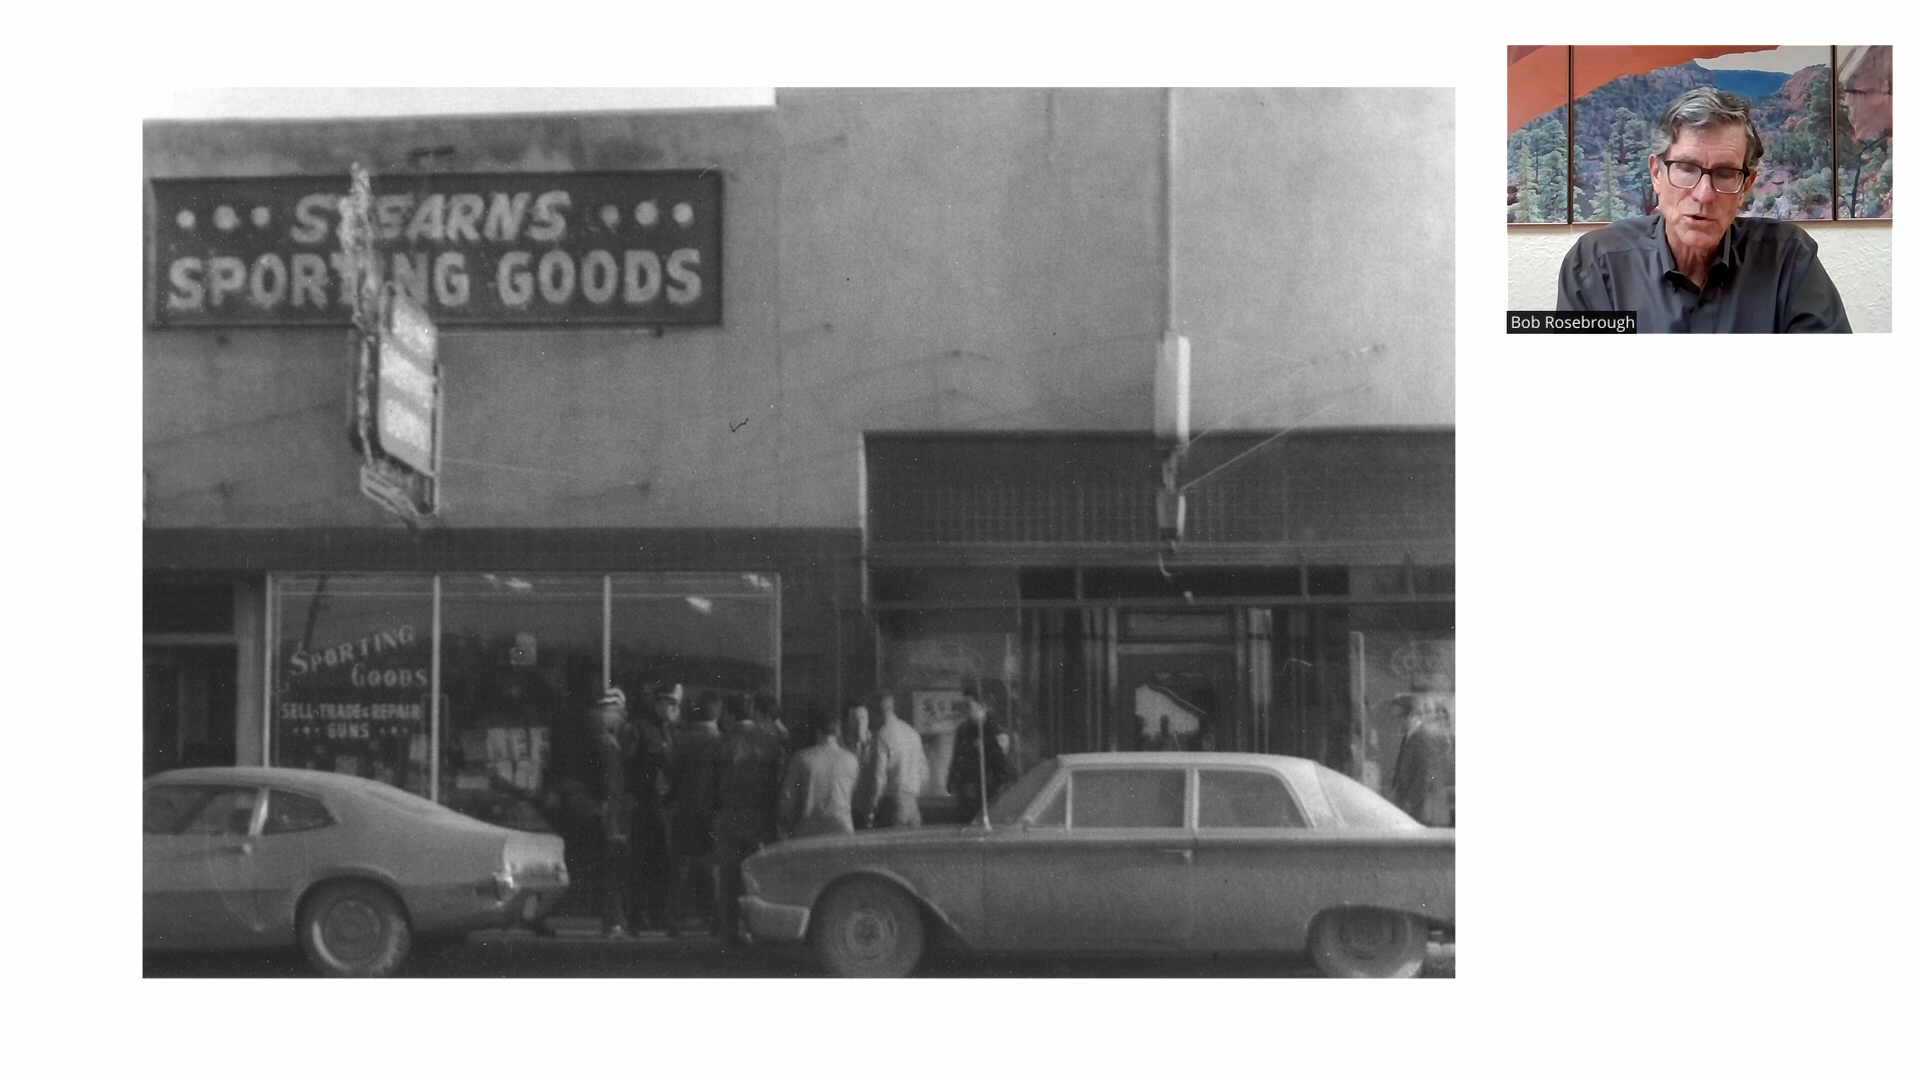 STEARNS
SPORTING GOODS
SPORTING
GOODS
SELL-TRADE & REPAIR
GUNS
Bob Rosebrough